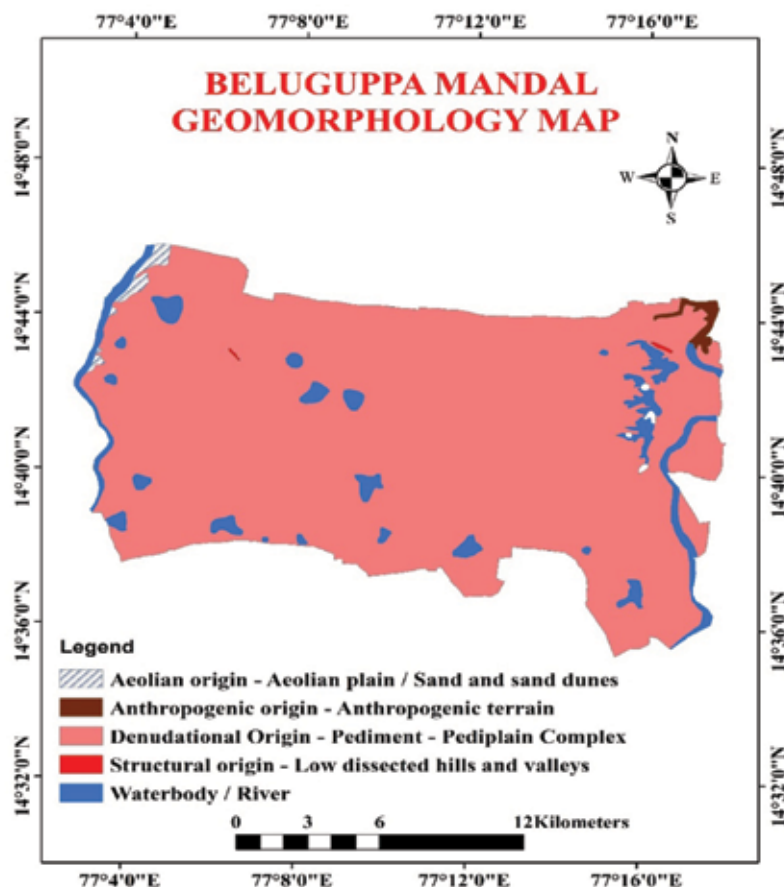 77°4'0"E 77°8'0"E 77°12'0"E 77°16'0"E
BELUGUPPA MANDAL
GEOMORPHOLOGY MAP
N
W E
S
14°48'0"N 14°48'0"N
14°44'0"N 14°44'0"N
14°40'0"N 14°40'0"N
14°36'0"N 14°36'0"N
14°32'0"N 14°32'0"N
Legend
Aeolian origin - Aeolian plain / Sand and sand dunes
Anthropogenic origin - Anthropogenic terrain
Denudational Origin - Pediment - Pediplain Complex
Structural origin - Low dissected hills and valleys
Waterbody / River
0 3 6 12Kilometers
77°4'0"E 77°8'0"E 77°12'0"E 77°16'0"E